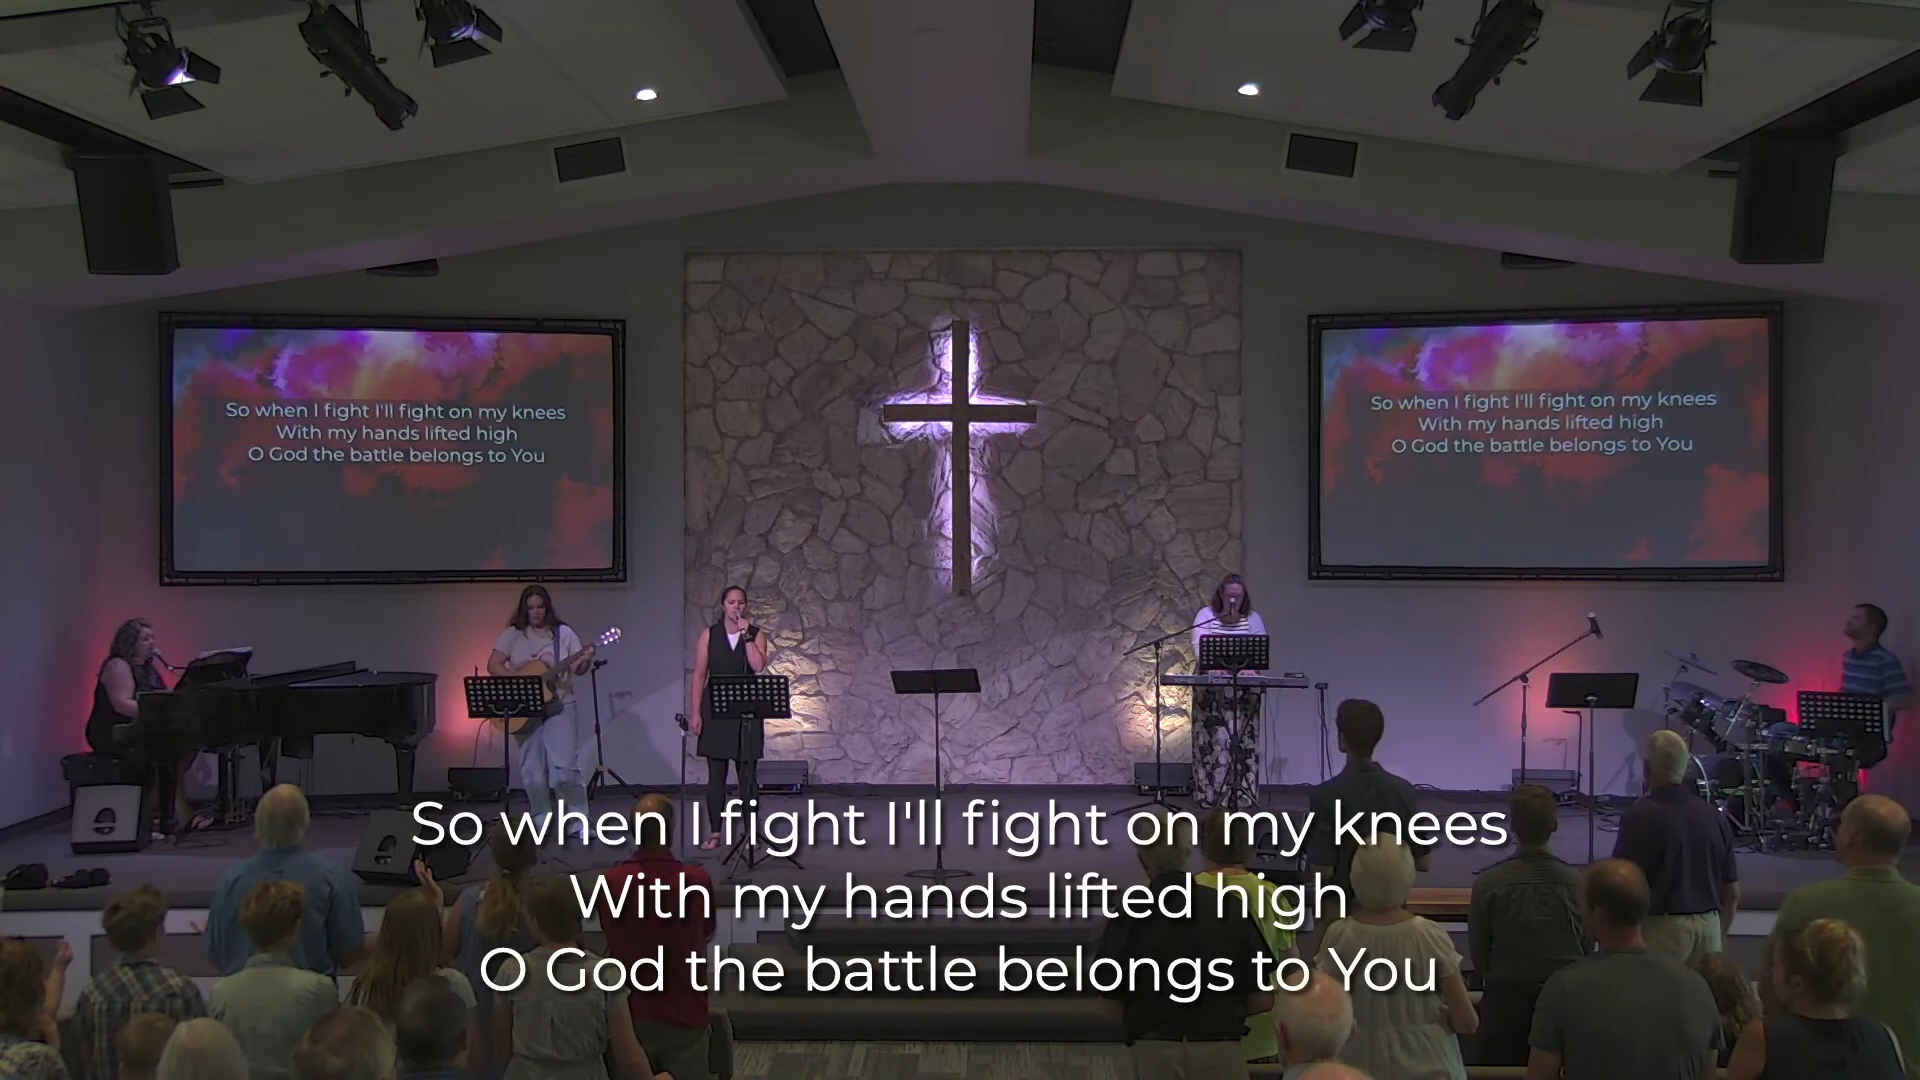 So when I fight I'll fight on my knees
With my hands lifted high
O God the battle belongs to You
So when I fight I'll fight on my knees
With my hands lifted high
O God the battle belongs to You
So when I fight I'll fight on my knees
With my hands lifted high
O God the battle belongs to You